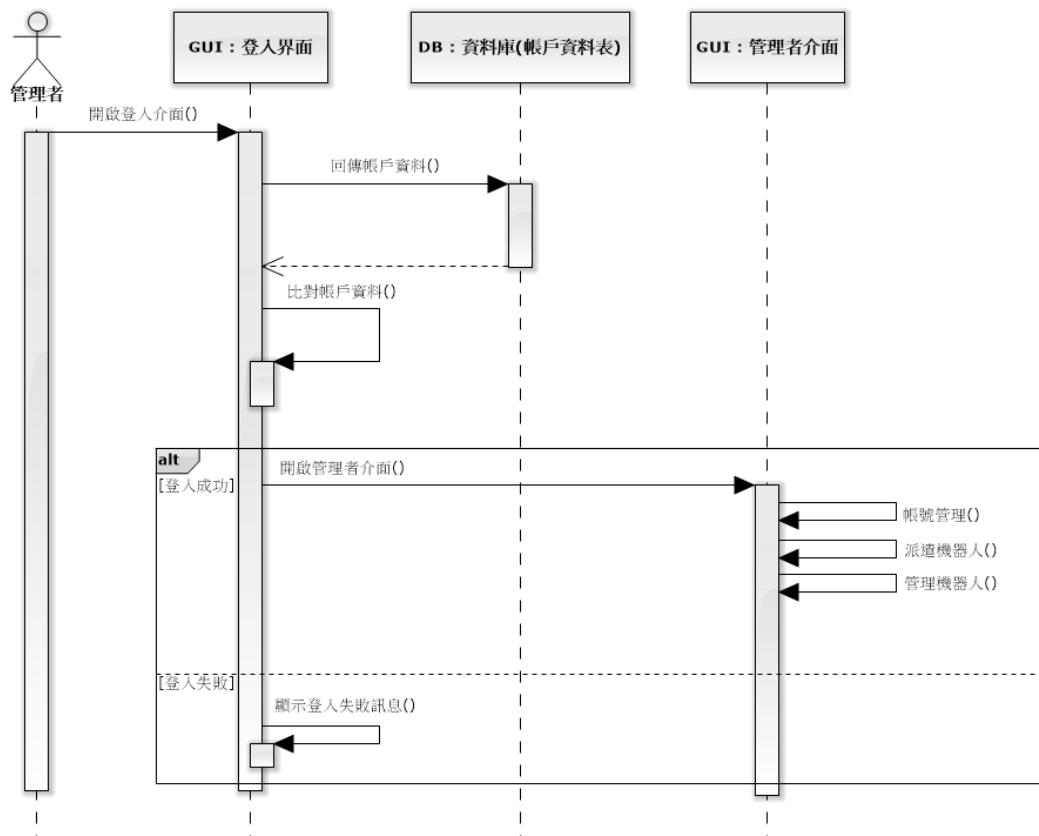 管理者
GUI：登入界面
DB：資料庫(帳戶資料表)
GUI：管理者介面
開啟登入介面()
回傳帳戶資料()
比對帳戶資料()
alt
[登入成功]
開啟管理者介面()
帳號管理()
派遣機器人()
管理機器人()
[登入失敗]
顯示登入失敗訊息()